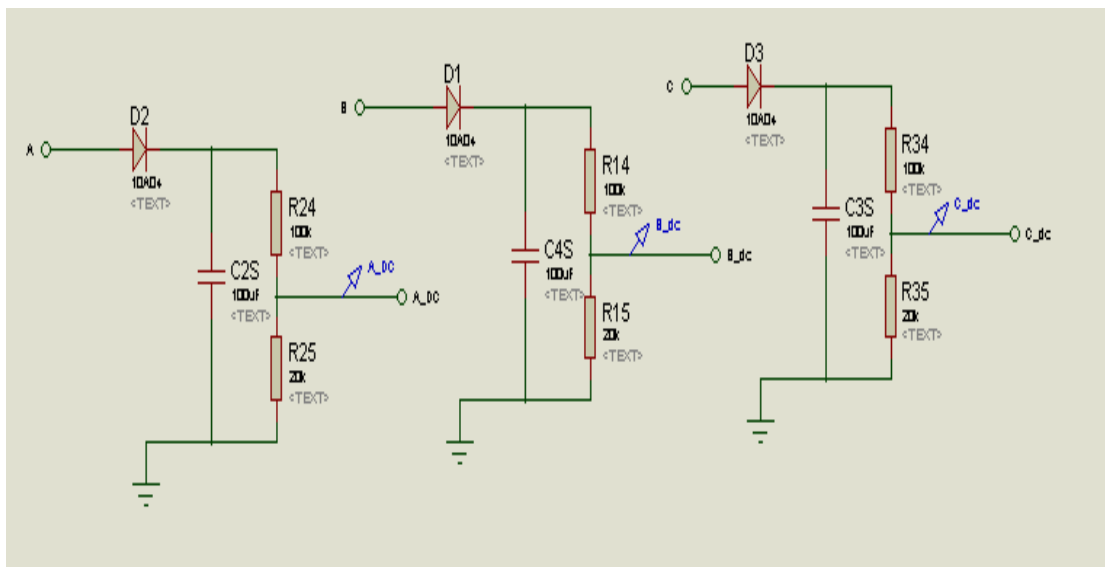 A
D2
10A04
<TEXT>
R24
100k
<TEXT>
C2S
100uf
<TEXT>
A_DC
A_DC
R25
20k
<TEXT>
B
D1
10A04
<TEXT>
R14
100k
<TEXT>
C4S
100uf
<TEXT>
B_dc
B_dc
R15
20k
<TEXT>
C
D3
10A04
<TEXT>
R34
100k
<TEXT>
C3S
100uf
<TEXT>
C_dc
C_dc
R35
20k
<TEXT>